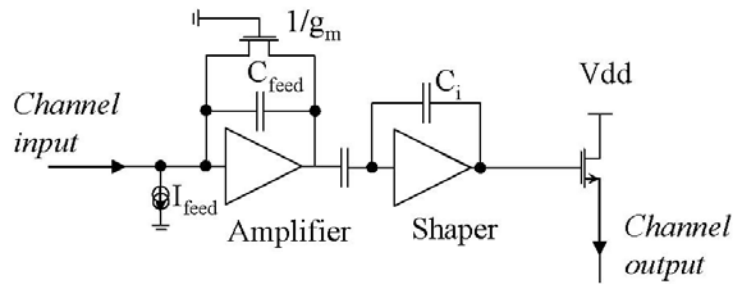 1/gm
Cfeed
Ci
Vdd
Channel
input
Ifeed
Amplifier
Shaper
Channel
output